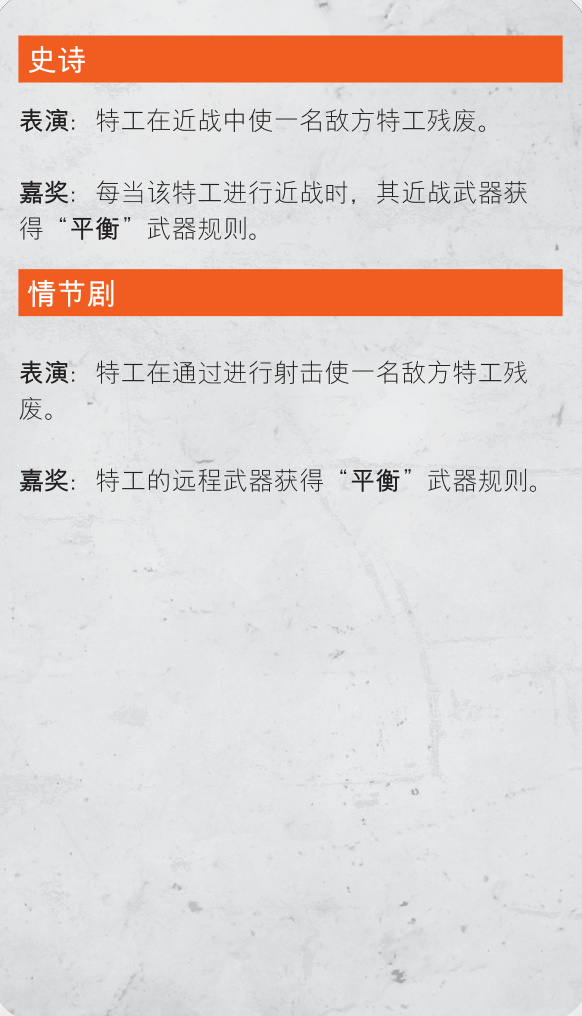 史诗
表演：特工在近战中使一名敌方特工残废。
嘉奖：每当该特工进行近战时，其近战武器获
得“平衡”武器规则。
情节剧
表演：特工在通过进行射击使一名敌方特工残
废。
嘉奖：特工的远程武器获得“平衡”武器规则。